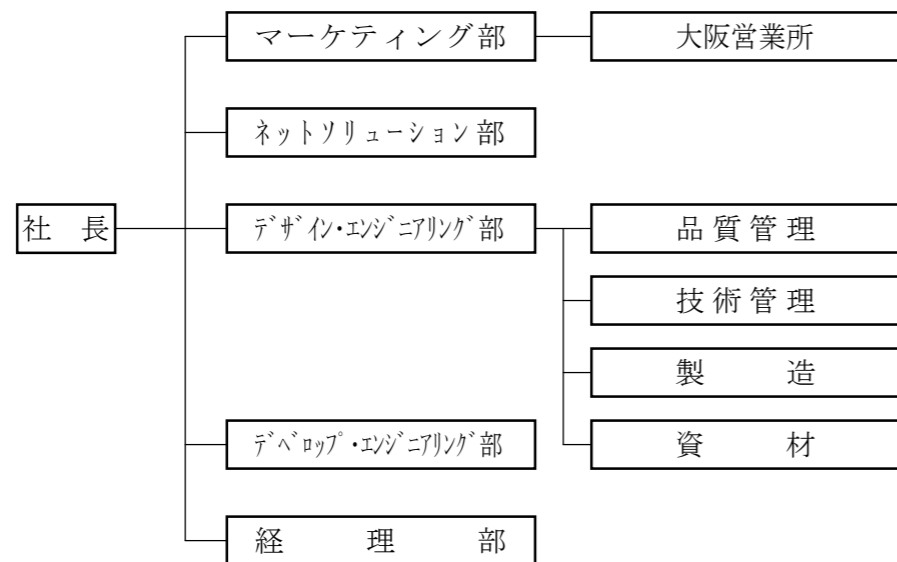 マーケティング部
大阪営業所
ネットソリューション部
社 長
デザイン・エンジニアリング部
品質管理
技術管理
製 造
デベロップ・エンジニアリング部
資 材
経 理 部